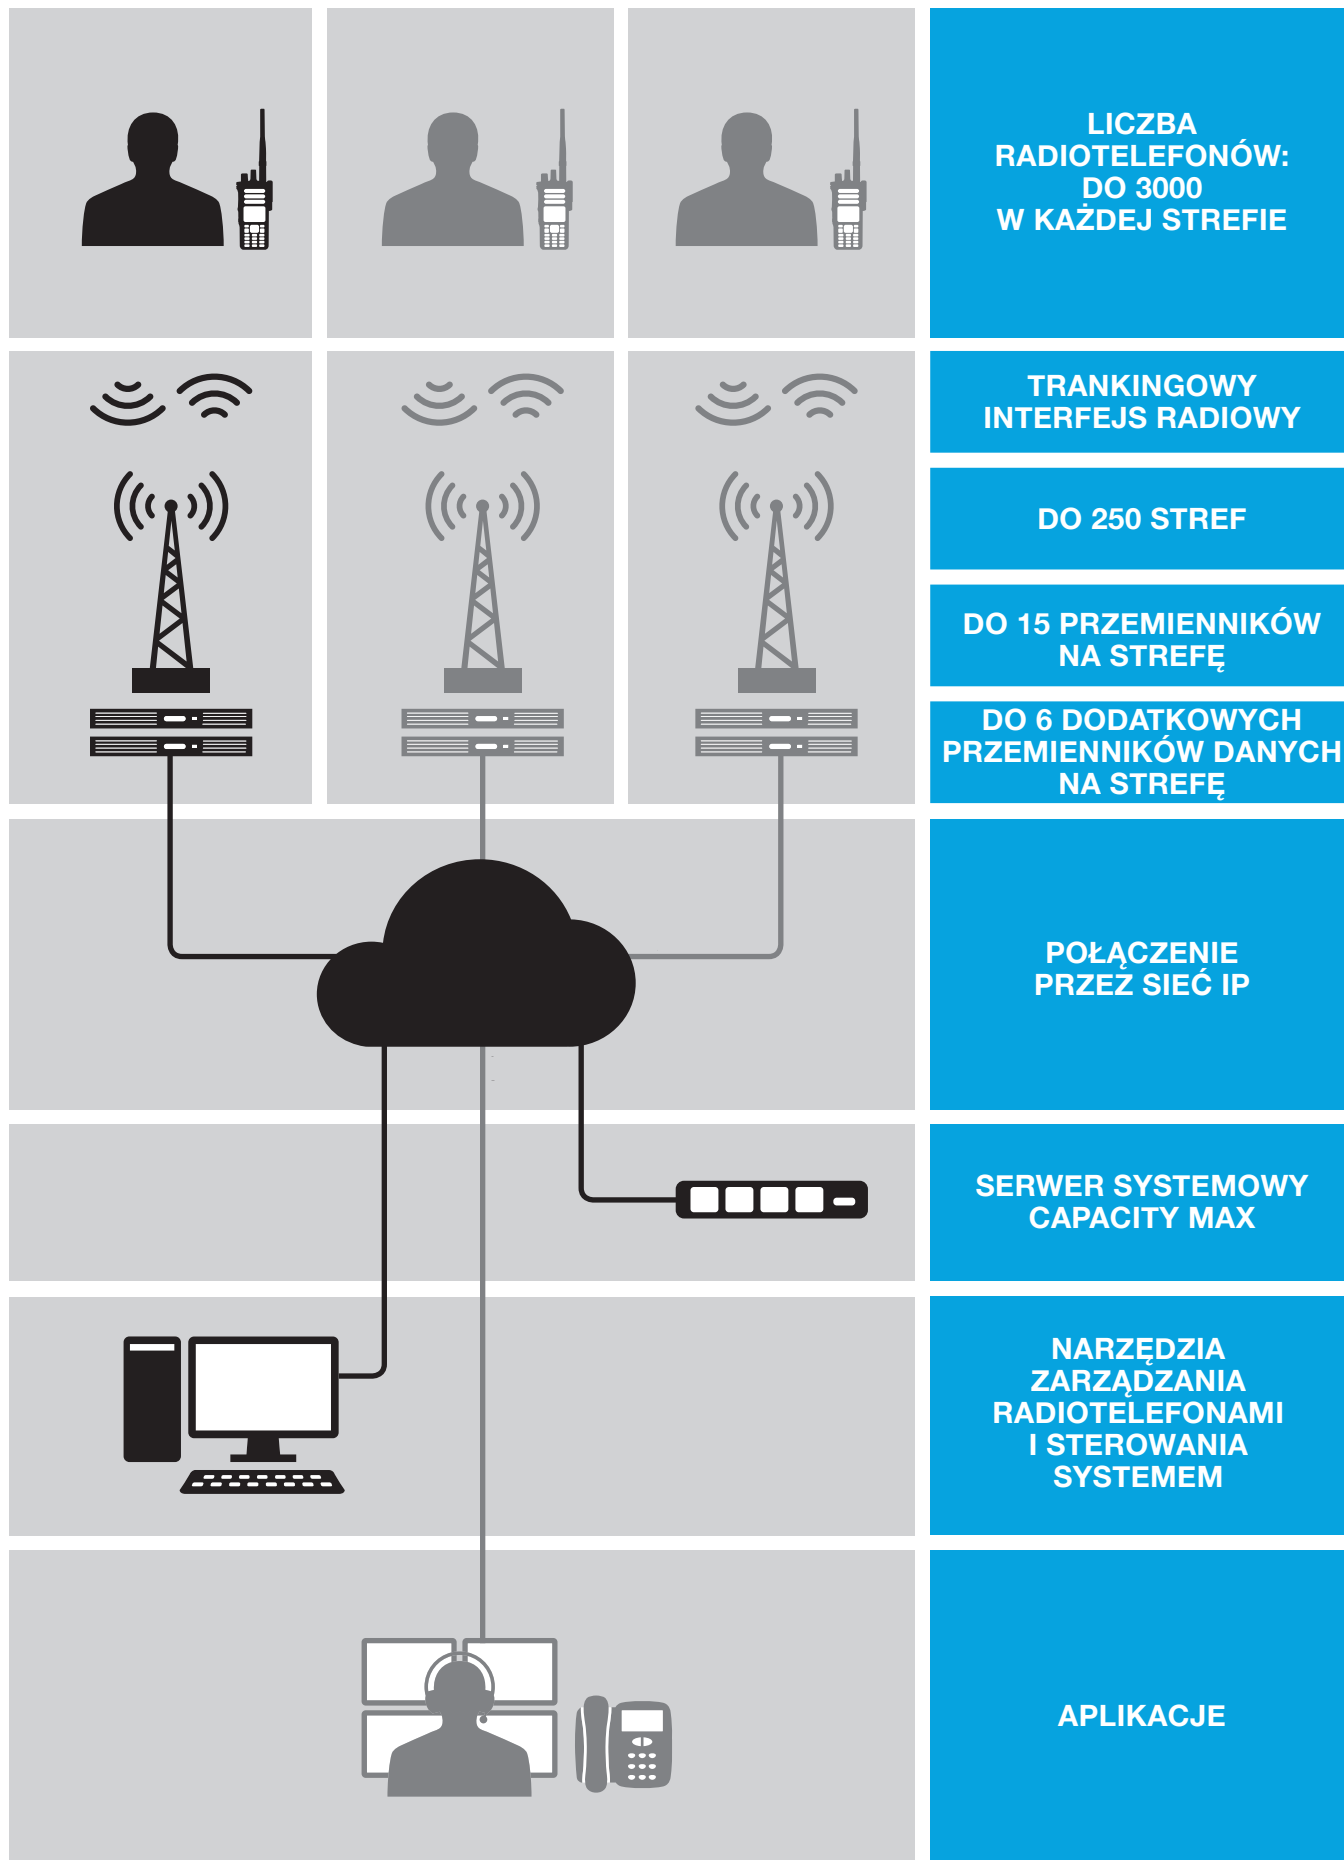 LICZBA
RADIOTELEFONÓW:
DO 3000
W KAŻDEJ STREFIE
TRANKINGOWY
INTERFEJS RADIOWY
DO 250 STREF
DO 15 PRZEMIENNIKÓW
NA STREFĘ
DO 6 DODATKOWYCH
PRZEMIENNIKÓW DANYCH
NA STREFĘ
POŁĄCZENIE
PRZEZ SIEĆ IP
SERWER SYSTEMOWY
CAPACITY MAX
NARZĘDZIA
ZARZĄDZANIA
RADIOTELEFONAMI
I STEROWANIA
SYSTEMEM
APLIKACJE